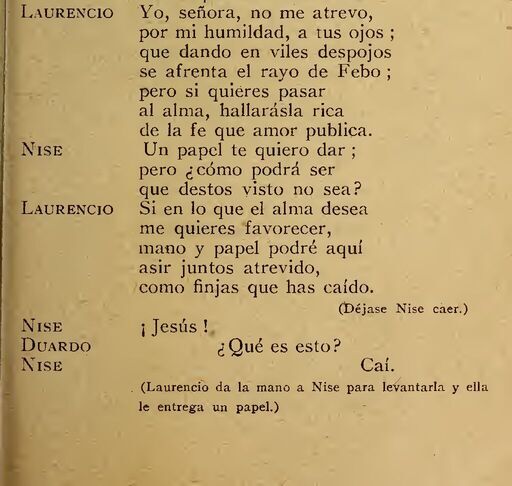 LAURENCIO Yo, señora, no me atrevo,
por mi humildad, a tus ojos ;
que dando en viles despojos
se afrenta el rayo de Febo ;
pero si quieres pasar
al alma, hallarásla rica
de la fe que amor publica.
NISE Un papel te quiero dar ;
pero ¿cómo podrá ser
que destos visto no sea?
LAURENCIO Si en lo que el alma desea
me quieres favorecer,
mano y papel podré aquí
asir juntos atrevido,
como finjas que has caído.
(Déjase Nise caer.)
NISE ¡ Jesús !
DUARDO ¿Qué es esto?
NISE Caí.
(Laurencio da la mano a Nise para levantarla y ella
le entrega un papel.)